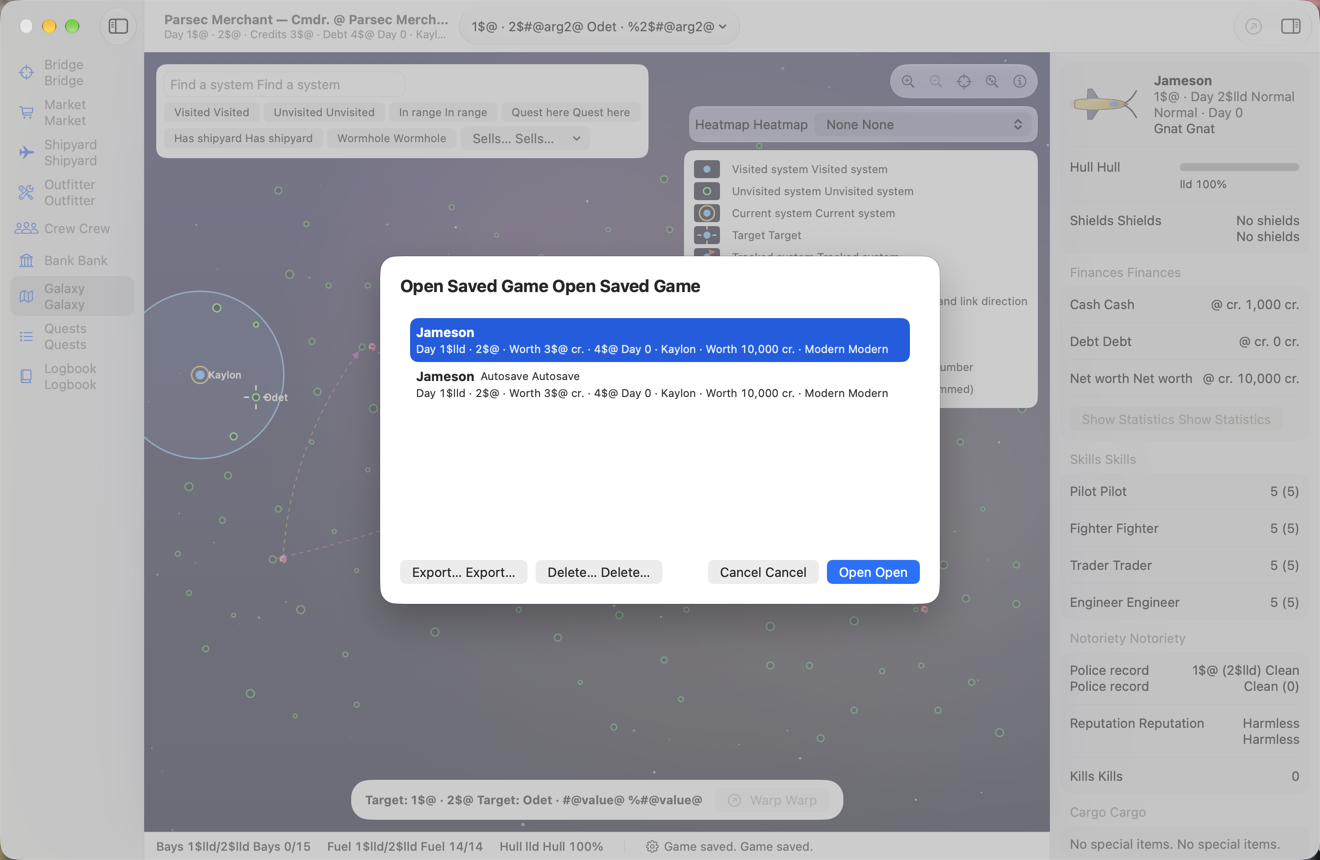 Parsec Merchant — Cmdr. @ Parsec Merch...
Day 1$@ · 2$@ · Credits 3$@ · Debt 4$@ Day 0 · Kayl...
1$@ · 2$#@arg2@ Odet · %2$#@arg2@
Bridge
Bridge
Market
Market
Shipyard
Shipyard
Outfitter
Outfitter
Crew Crew
Bank Bank
Galaxy
Galaxy
Quests
Quests
Logbook
Logbook
Find a system Find a system
Visited Visited
Unvisited Unvisited
In range In range
Quest here Quest here
Has shipyard Has shipyard
Wormhole Wormhole
Sells... Sells...
Heatmap Heatmap
None None
Visited system Visited system
Unvisited system Unvisited system
Current system Current system
Target Target
Tracked system Tracked system
and link direction
umber
mmed)
Kaylon
Odet
Open Saved Game Open Saved Game
Jameson
Day 1$lld · 2$@ · Worth 3$@ cr. · 4$@ Day 0 · Kaylon · Worth 10,000 cr. · Modern Modern
Jameson Autosave Autosave
Day 1$lld · 2$@ · Worth 3$@ cr. · 4$@ Day 0 · Kaylon · Worth 10,000 cr. · Modern Modern
Export... Export...
Delete... Delete...
Cancel Cancel
Open Open
Target: 1$@ · 2$@ Target: Odet · #@value@ %#@value@
Warp Warp
Bays 1$lld/2$lld Bays 0/15
Fuel 1$lld/2$lld Fuel 14/14
Hull lld Hull 100%
Game saved. Game saved.
Jameson
1$@ · Day 2$lld Normal
Normal · Day 0
Gnat Gnat
Hull Hull
lld 100%
Shields Shields
No shields
No shields
Finances Finances
Cash Cash
@ cr. 1,000 cr.
Debt Debt
@ cr. 0 cr.
Net worth Net worth
@ cr. 10,000 cr.
Show Statistics Show Statistics
Skills Skills
Pilot Pilot
5 (5)
Fighter Fighter
5 (5)
Trader Trader
5 (5)
Engineer Engineer
5 (5)
Notoriety Notoriety
Police record
Police record
1$@ (2$lld) Clean
Clean (0)
Reputation Reputation
Harmless
Harmless
Kills Kills
0
Cargo Cargo
No special items. No special items.